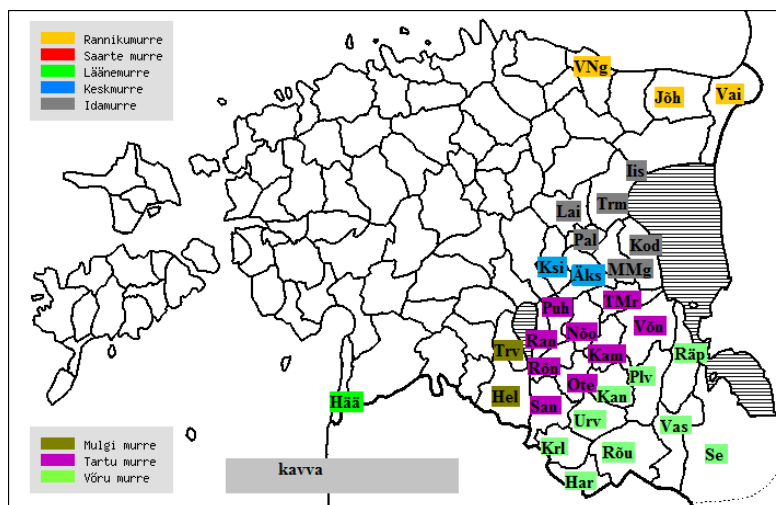 Rannikumurre
Saarte murre
Läänemurre
Keskmurre
Idamurre
VNg
Jõh
Vai
Iis
Lai
Trm
Pal
Kod
Ksi
Äks
MMg
Puh
TMr
Ran
Nõo
Võn
Trv
Rõn
Kam
Räp
Hel
Ote
Kan
Plv
Hää
San
Urv
Vas
Krl
Rõu
Se
Har
Mulgi murre
Tartu murre
Võru murre
kavva